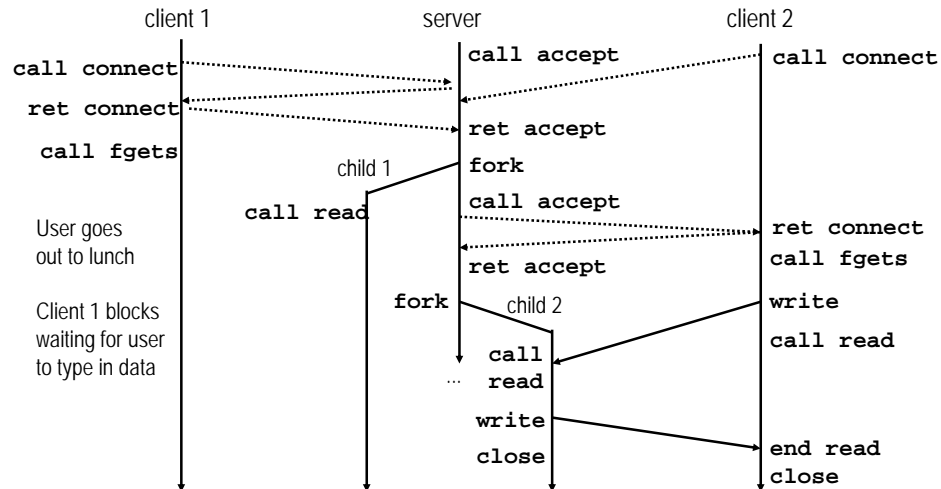 client 1
server
client 2
call connect
call accept
call connect
ret connect
ret accept
call fgets
child 1
fork
call read
call accept
User goes
out to lunch
ret connect
call fgets
ret accept
Client 1 blocks
waiting for user
to type in data
fork
child 2
write
call
read
call read
...
write
close
end read
close